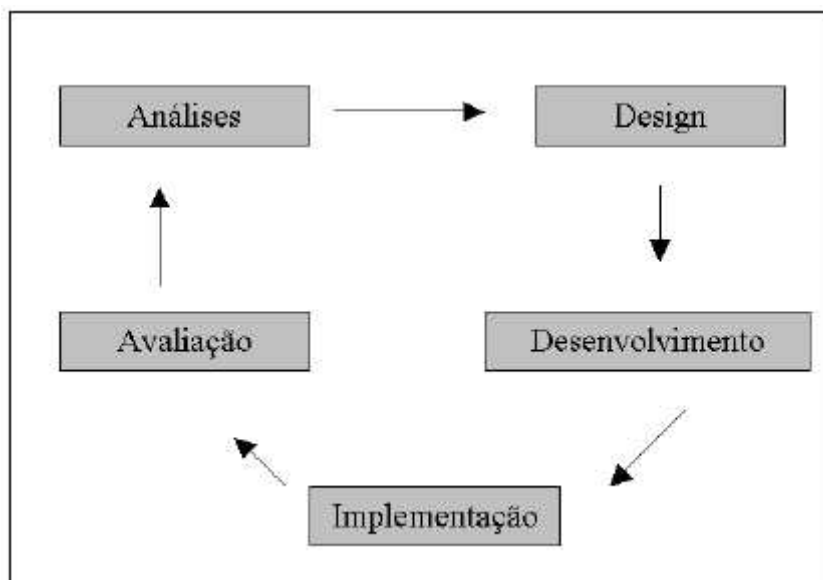 Análises
Design
Avaliação
Desenvolvimento
Implementação